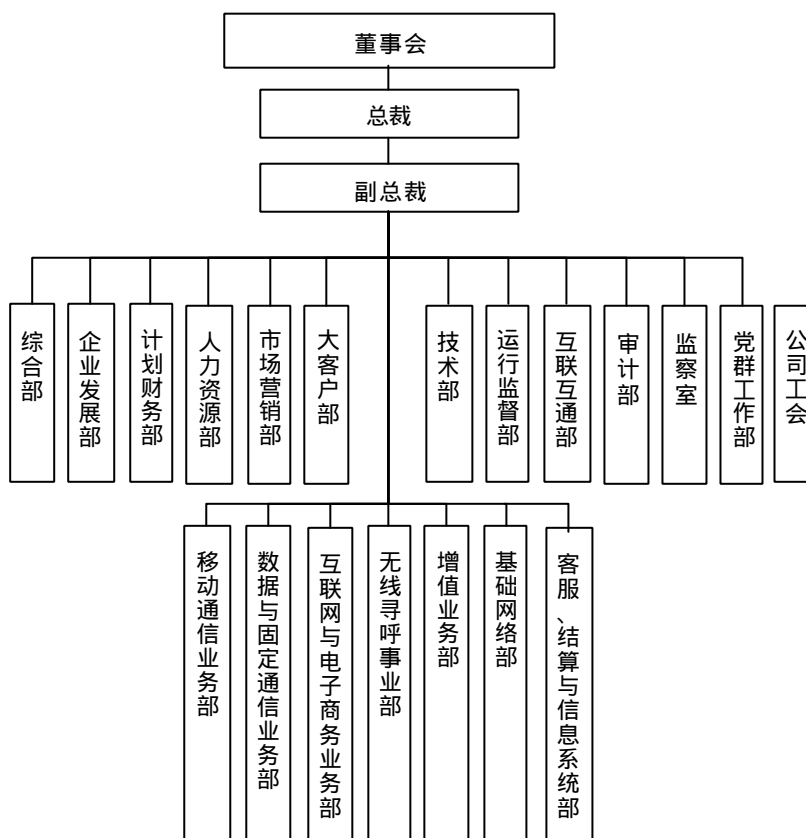 董事会
总裁
副总裁
综合部
企业发展部
计划财务部
人力资源部
市场营销部
大客户部
技术部
运行监督部
互联互通部
审计部
监察室
党群工作部
公司工会
移动通信业务部
数据与固定通信业务部
互联网与电子商务业务部
无线寻呼事业部
增值业务部
基础网络部
客服、结算与信息系统部